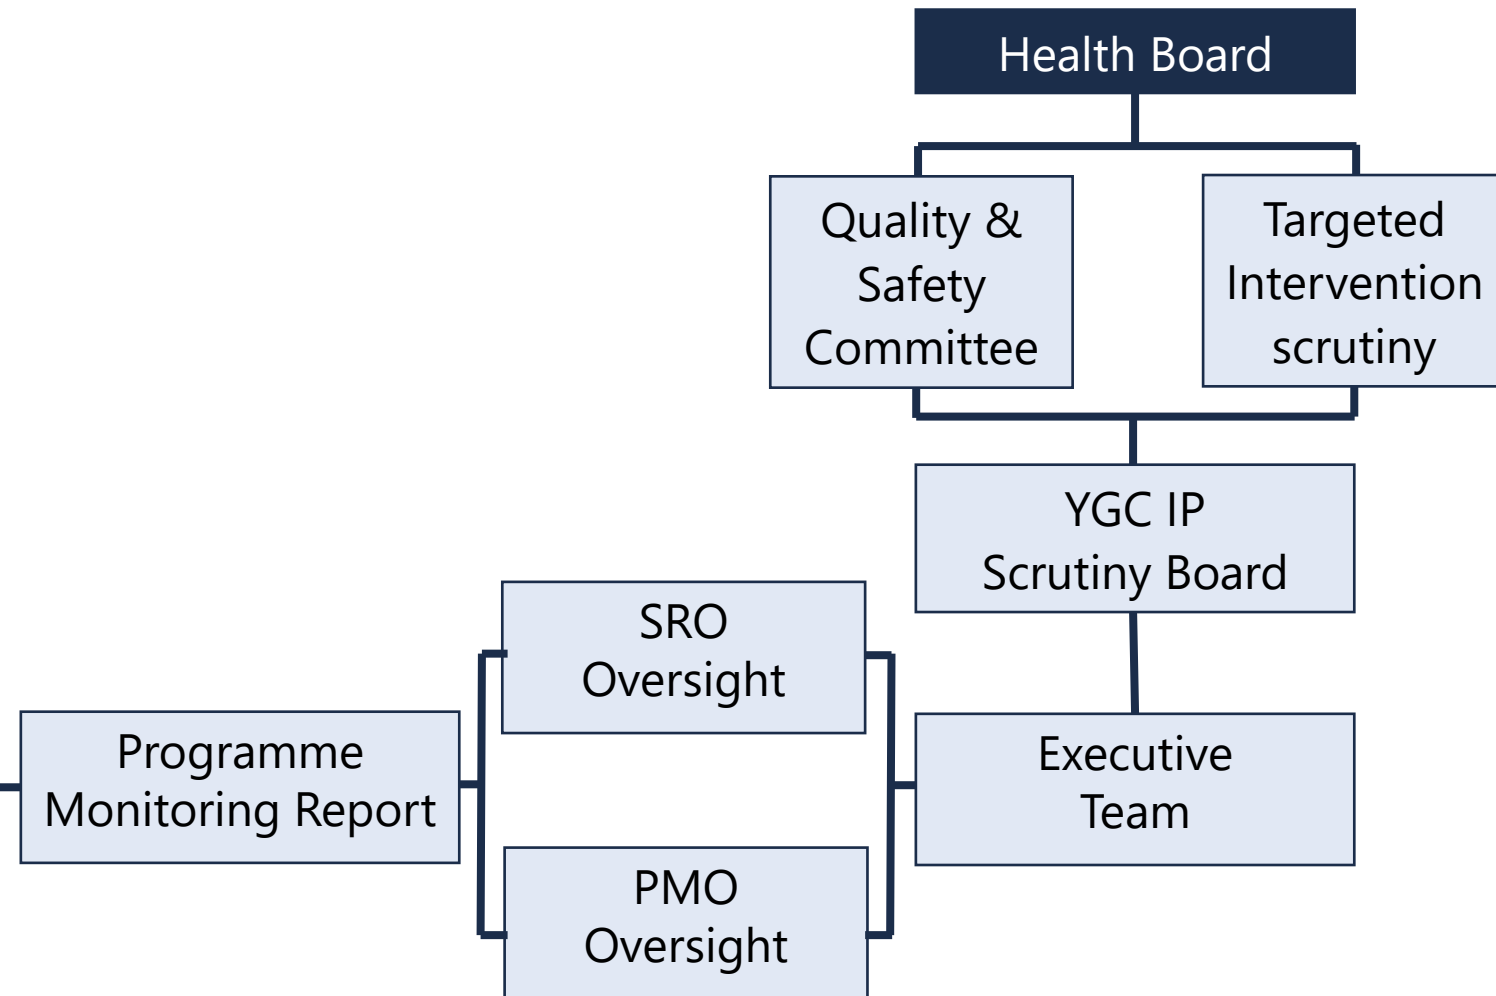 Health Board
Quality &
Safety
Committee
Targeted
Intervention
scrutiny
YGC IP
Scrutiny Board
SRO
Oversight
Programme
Monitoring Report
Executive
Team
PMO
Oversight